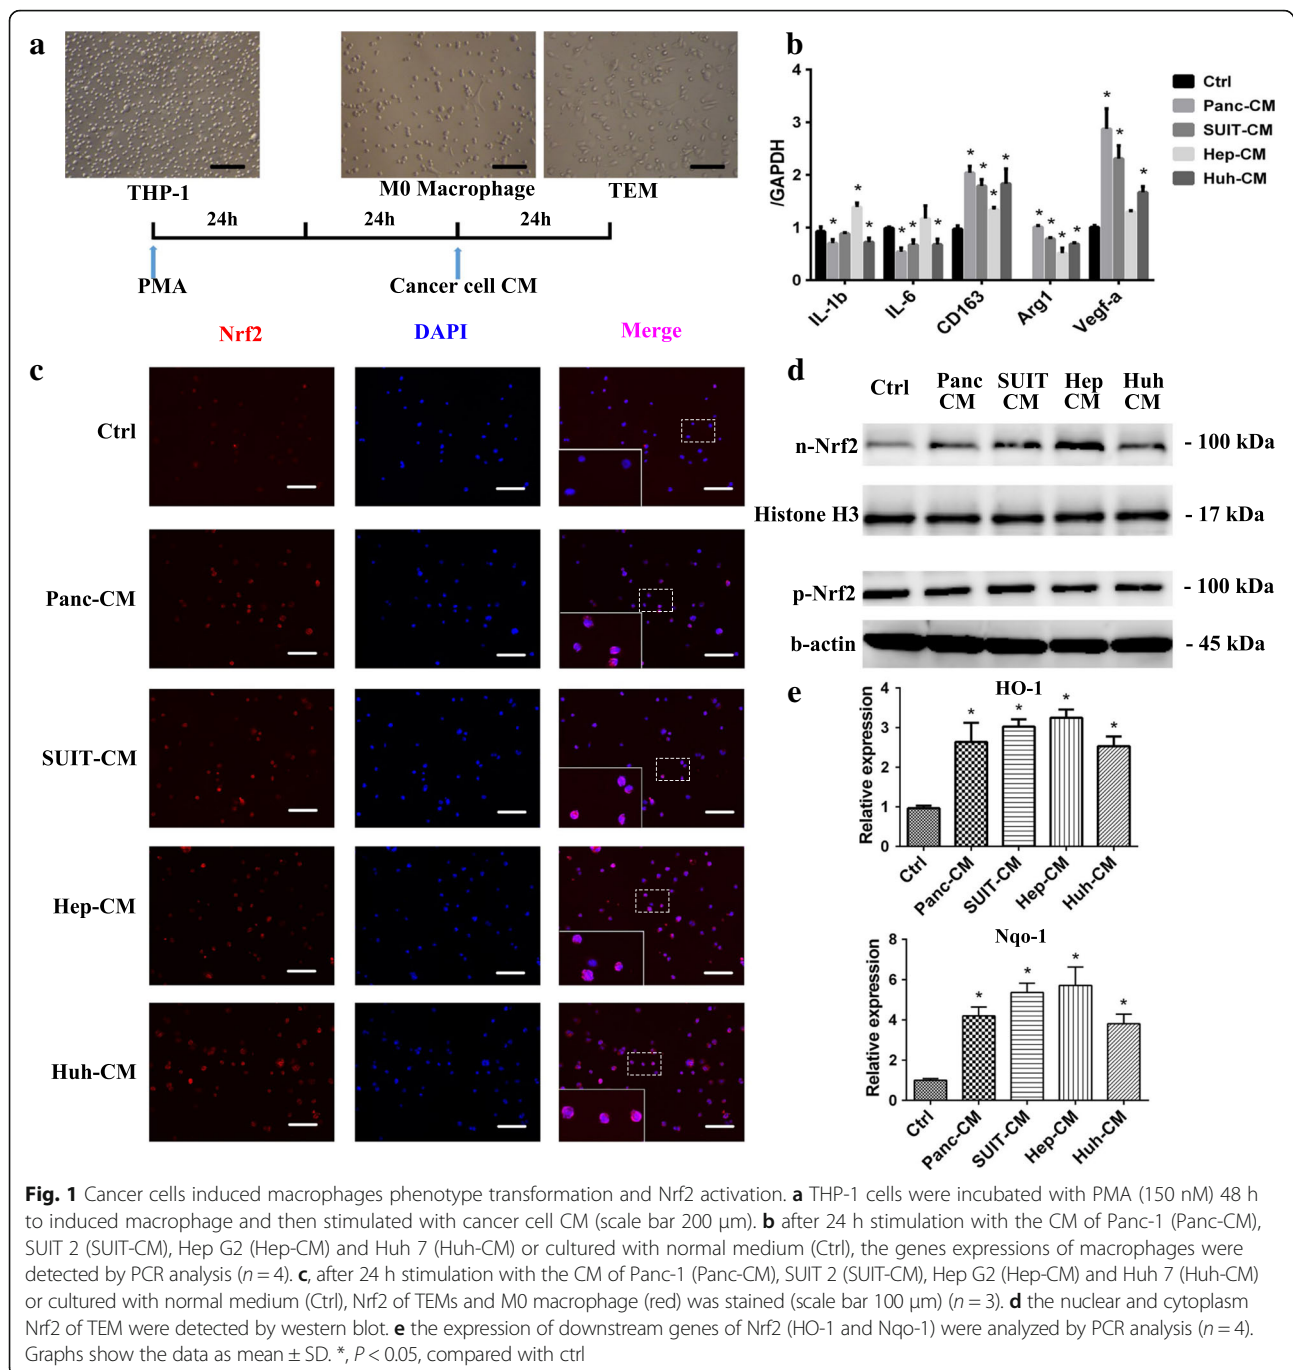 a
THP-1
M0 Macrophage
TEM
24h
24h
24h
PMA
Cancer cell CM
b
/GAPDH
4
3
2
1
0
* * * * * * * * * * * * * * * *
IL-1b
IL-6
CD163
Arg1
Vegf-a
Ctrl
Panc-CM
SUIT-CM
Hep-CM
Huh-CM
c
Nrf2
DAPI
Merge
Ctrl
Panc-CM
SUIT-CM
Hep-CM
Huh-CM
d
Ctrl
Panc
CM
SUIT
CM
Hep
CM
Huh
CM
n-Nrf2
- 100 kDa
Histone H3
- 17 kDa
p-Nrf2
- 100 kDa
b-actin
- 45 kDa
e
HO-1
Relative expression
4
3
2
1
0
* * * *
Ctrl
Panc-CM
SUIT-CM
Hep-CM
Huh-CM
Nqo-1
Relative expression
8
6
4
2
0
* * * *
Ctrl
Panc-CM
SUIT-CM
Hep-CM
Huh-CM
Fig. 1 Cancer cells induced macrophages phenotype transformation and Nrf2 activation. a THP-1 cells were incubated with PMA (150 nM) 48 h
to induced macrophage and then stimulated with cancer cell CM (scale bar 200 μm). b after 24 h stimulation with the CM of Panc-1 (Panc-CM),
SUIT 2 (SUIT-CM), Hep G2 (Hep-CM) and Huh 7 (Huh-CM) or cultured with normal medium (Ctrl), the genes expressions of macrophages were
detected by PCR analysis (n = 4). c, after 24 h stimulation with the CM of Panc-1 (Panc-CM), SUIT 2 (SUIT-CM), Hep G2 (Hep-CM) and Huh 7 (Huh-CM)
or cultured with normal medium (Ctrl), Nrf2 of TEMs and M0 macrophage (red) was stained (scale bar 100 μm) (n = 3). d the nuclear and cytoplasm
Nrf2 of TEM were detected by western blot. e the expression of downstream genes of Nrf2 (HO-1 and Nqo-1) were analyzed by PCR analysis (n = 4).
Graphs show the data as mean ± SD. *, P < 0.05, compared with ctrl